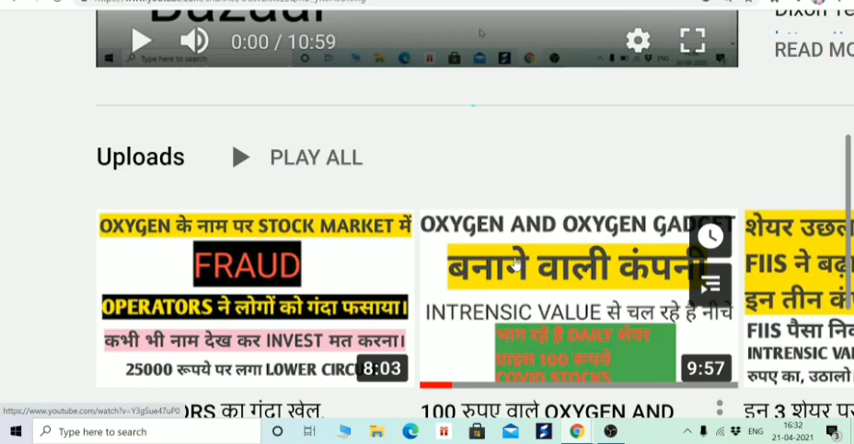 0:00 / 10:59
READ MO
Type here to search
Uploads
PLAY ALL
OXYGEN के नाम पर STOCK MARKET में
FRAUD
OPERATORS ने लोगों को गंदा फसाया।
कभी भी नाम देख कर INVEST मत करना।
25000 रूपये पर लगा LOWER CIRCU
8:03
OXYGEN AND OXYGEN GADGET
बनाने वाली कंपनी
INTRENSIC VALUE से चल रहे है नीचे
भाग रहे है DAILY शेयर
प्राइस 100 रूपये
COVID STOCKS
9:57
शेयर उछल
FIIS ने बढ़ा
इन तीन कं
FIIS पैसा नि
INTRENSIC VA
रुपए का, उठालो
ORS का गंदा खेल,
100 रुपए वाले OXYGEN AND
इन 3 शेयर पर
https://www.youtube.com/watch?v=Y3gSue47uP0
Type here to search
ENG
16:32
21-04-2021